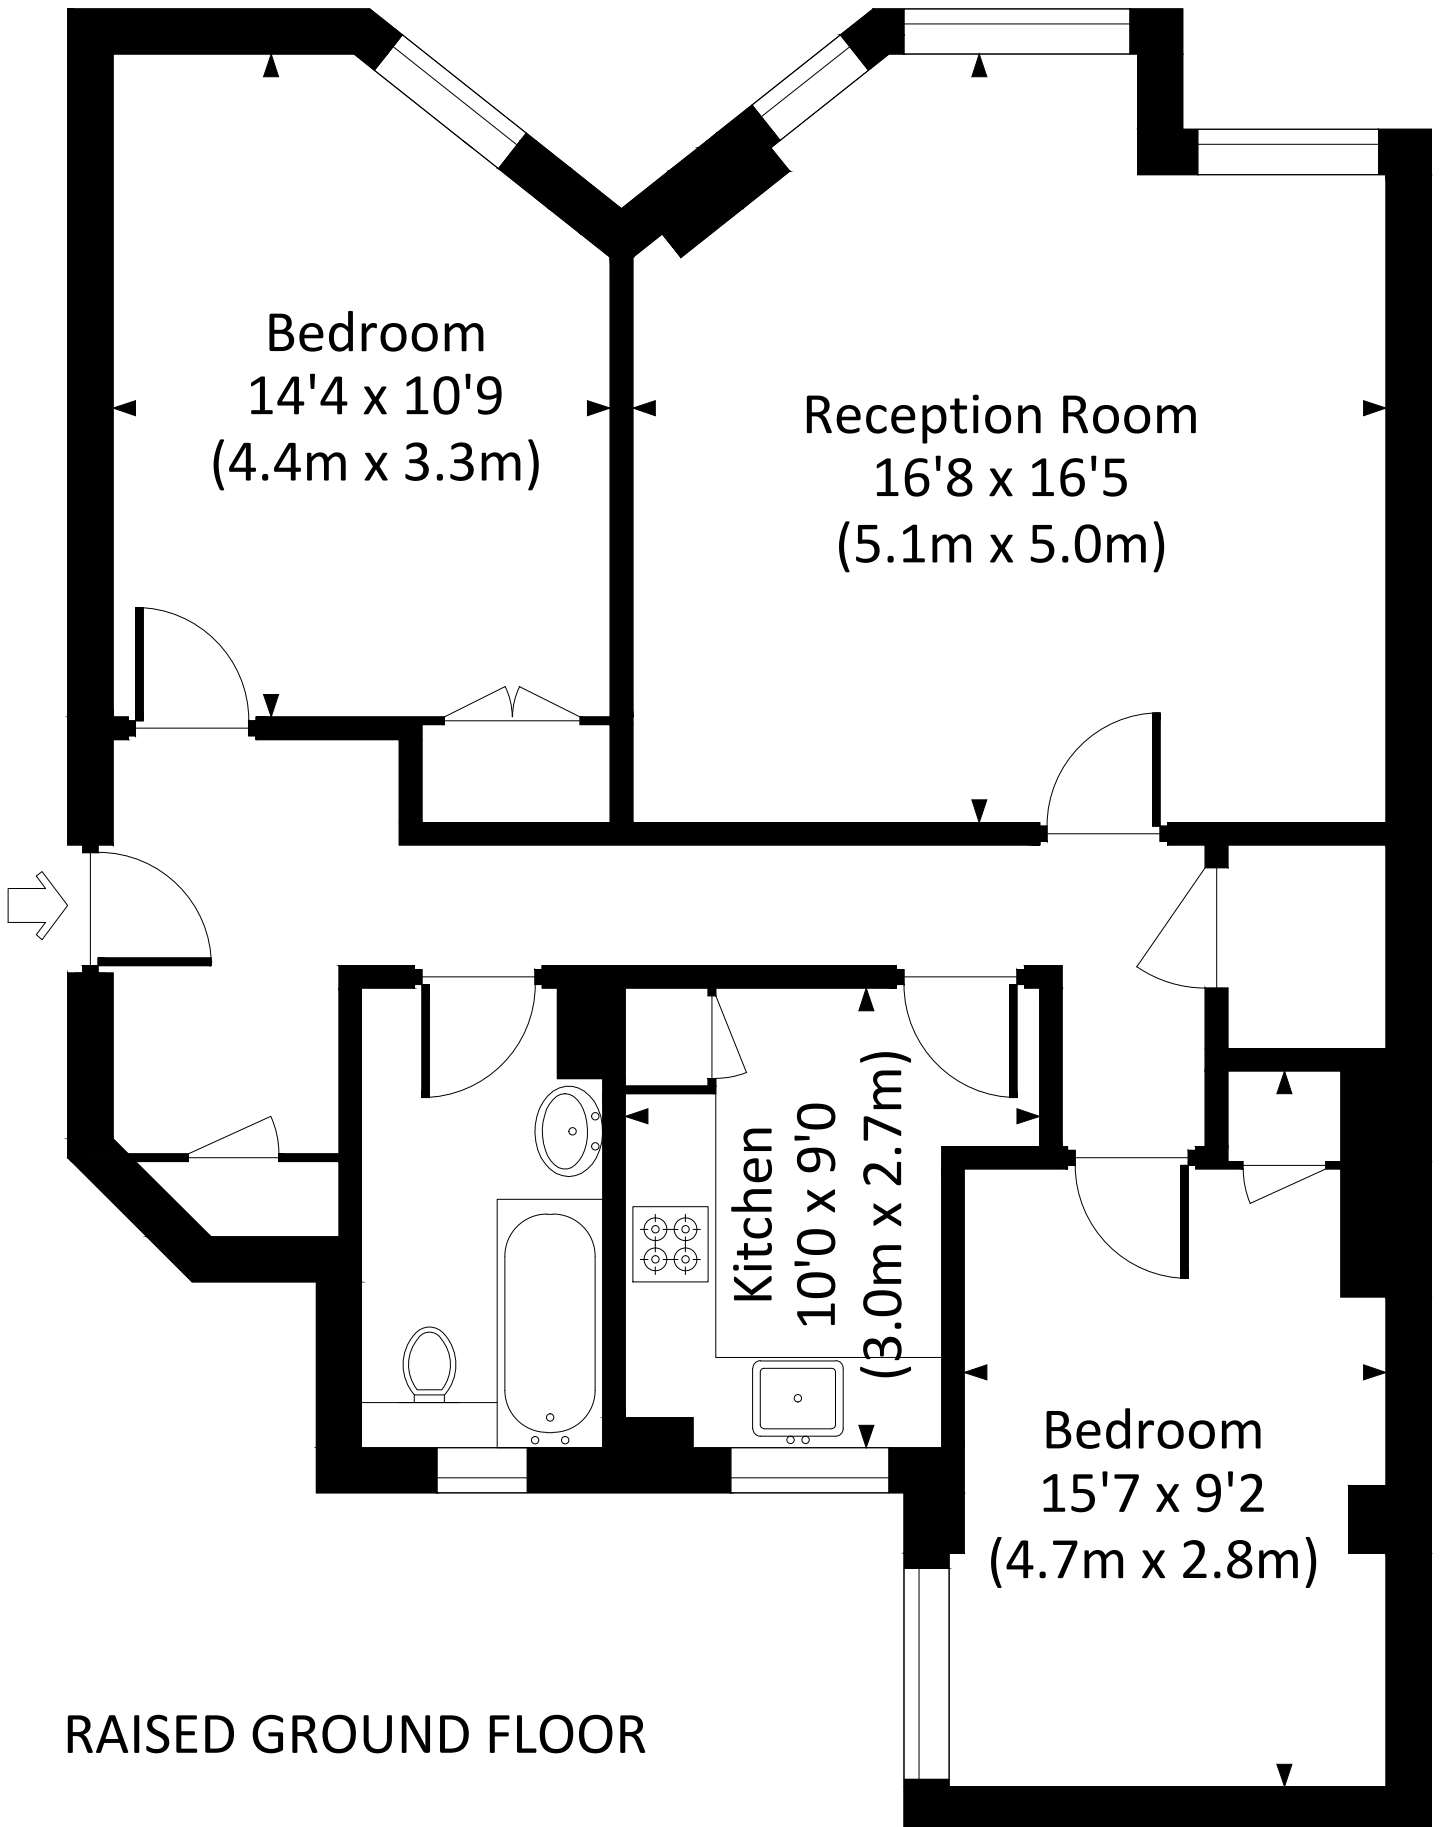 Bedroom
14'4 x 10'9
(4.4m x 3.3m)
Reception Room
16'8 x 16'5
(5.1m x 5.0m)
Kitchen
10'0 x 9'0
(3.0m x 2.7m)
Bedroom
15'7 x 9'2
(4.7m x 2.8m)
RAISED GROUND FLOOR